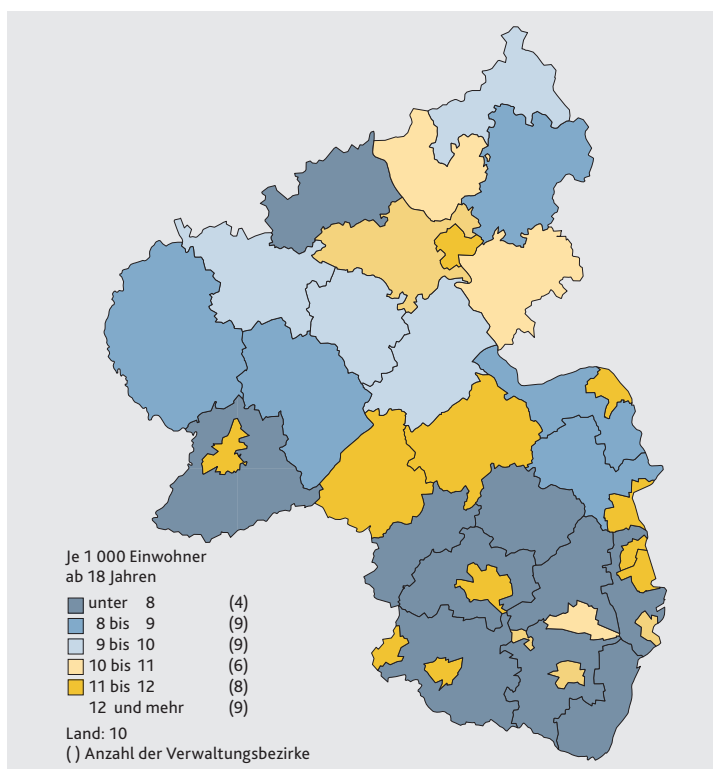 Je 1 000 Einwohner
ab 18 Jahren
unter 8 (4)
8 bis 9 (9)
9 bis 10 (9)
10 bis 11 (6)
11 bis 12 (8)
12 und mehr (9)
Land: 10
( ) Anzahl der Verwaltungsbezirke